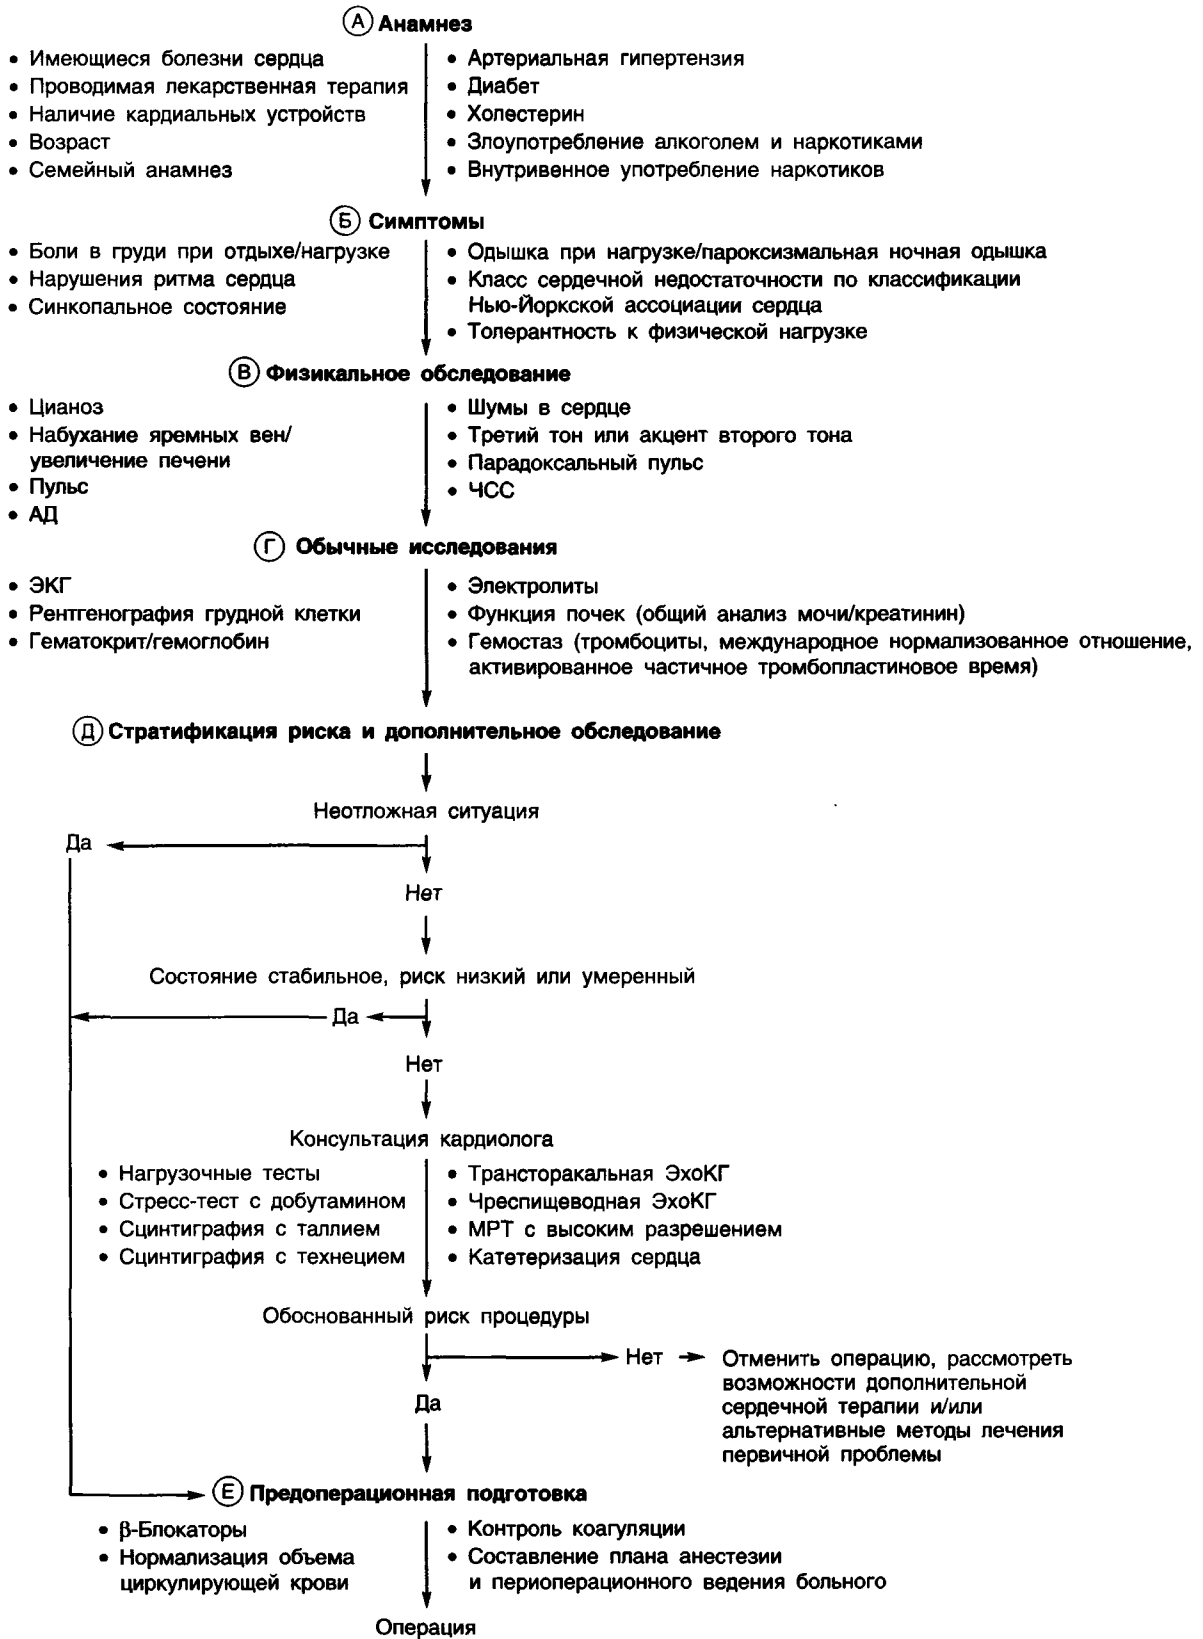 А Анамнез
• Имеющиеся болезни сердца
• Проводимая лекарственная терапия
• Наличие кардиальных устройств
• Возраст
• Семейный анамнез
• Артериальная гипертензия
• Диабет
• Холестерин
• Злоупотребление алкоголем и наркотиками
• Внутривенное употребление наркотиков
Б Симптомы
• Боли в груди при отдыхе/нагрузке
• Нарушения ритма сердца
• Синкопальное состояние
• Одышка при нагрузке/пароксизмальная ночная одышка
• Класс сердечной недостаточности по классификации
Нью-Йоркской ассоциации сердца
• Толерантность к физической нагрузке
В Физикальное обследование
• Цианоз
• Набухание яремных вен/
увеличение печени
• Пульс
• АД
• Шумы в сердце
• Третий тон или акцент второго тона
• Парадоксальный пульс
• ЧСС
Г Обычные исследования
• ЭКГ
• Рентгенография грудной клетки
• Гематокрит/гемоглобин
• Электролиты
• Функция почек (общий анализ мочи/креатинин)
• Гемостаз (тромбоциты, международное нормализованное отношение,
активированное частичное тромбопластиновое время)
Д Стратификация риска и дополнительное обследование
Неотложная ситуация
Да
Нет
Состояние стабильное, риск низкий или умеренный
Да
Нет
Консультация кардиолога
• Нагрузочные тесты
• Стресс-тест с добутамином
• Сцинтиграфия с таллием
• Сцинтиграфия с технецием
• Трансторакальная ЭхоКГ
• Чреспищеводная ЭхоКГ
• МРТ с высоким разрешением
• Катетеризация сердца
Обоснованный риск процедуры
Нет
Отменить операцию, рассмотреть
возможности дополнительной
сердечной терапии и/или
альтернативные методы лечения
первичной проблемы
Да
Е Предоперационная подготовка
• β-Блокаторы
• Нормализация объема
циркулирующей крови
• Контроль коагуляции
• Составление плана анестезии
и периоперационного ведения больного
Операция